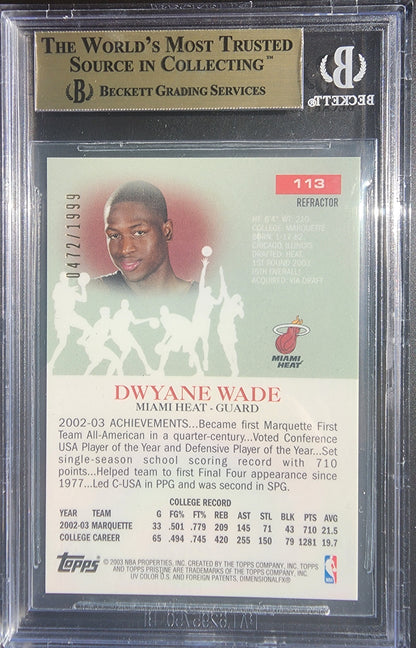 THE WORLD'S MOST TRUSTED
SOURCE IN COLLECTING™
BECKETT GRADING SERVICES
BECKETT
113
REFRACTOR
0472/1999
HT: 6'4" WT: 210
COLLEGE: MARQUETTE
BORN: 1-17-82,
CHICAGO, ILLINOIS
DRAFTED: HEAT,
1ST ROUND 2003
(5TH OVERALL)
ACQUIRED: VIA DRAFT
MIAMI
HEAT
DWYANE WADE
MIAMI HEAT - GUARD
2002-03 ACHIEVEMENTS...Became first Marquette First
Team All-American in a quarter-century...Voted Conference
USA Player of the Year and Defensive Player of the Year...Set
single-season school scoring record with 710
points...Helped team to first Final Four appearance since
1977...Led C-USA in PPG and was second in SPG.
COLLEGE RECORD
YEAR TEAM G FG% FT% REB AST STL BLK PTS AVG
2002-03 MARQUETTE 33 .501 .779 209 145 71 43 710 21.5
COLLEGE CAREER 65 .494 .745 420 255 150 79 1281 19.7
Topps
© 2003 NBA PROPERTIES, INC. CREATED BY THE TOPPS COMPANY, INC. TOPPS
AND TOPPS PRISTINE ARE TRADEMARKS OF THE TOPPS COMPANY, INC.
UV COLOR U.S. AND FOREIGN PATENTS, DIMENSIONALFX®